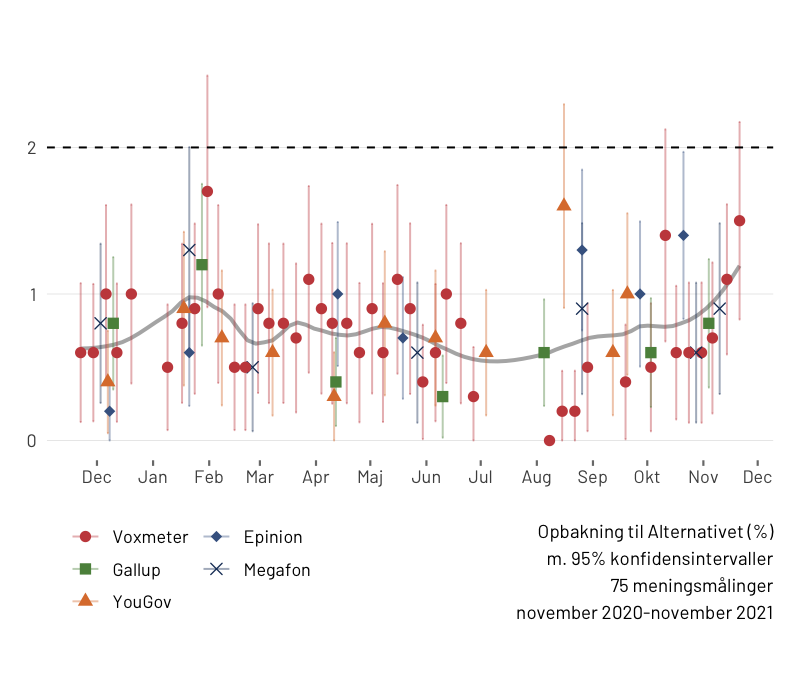 2
1
0
Dec Jan Feb Mar Apr Maj Jun Jul Aug Sep Okt Nov Dec
Voxmeter Epinion
Gallup Megafon
YouGov
Opbakning til Alternativet (%)
m. 95% konfidensintervaller
75 meningsmålinger
november 2020-november 2021